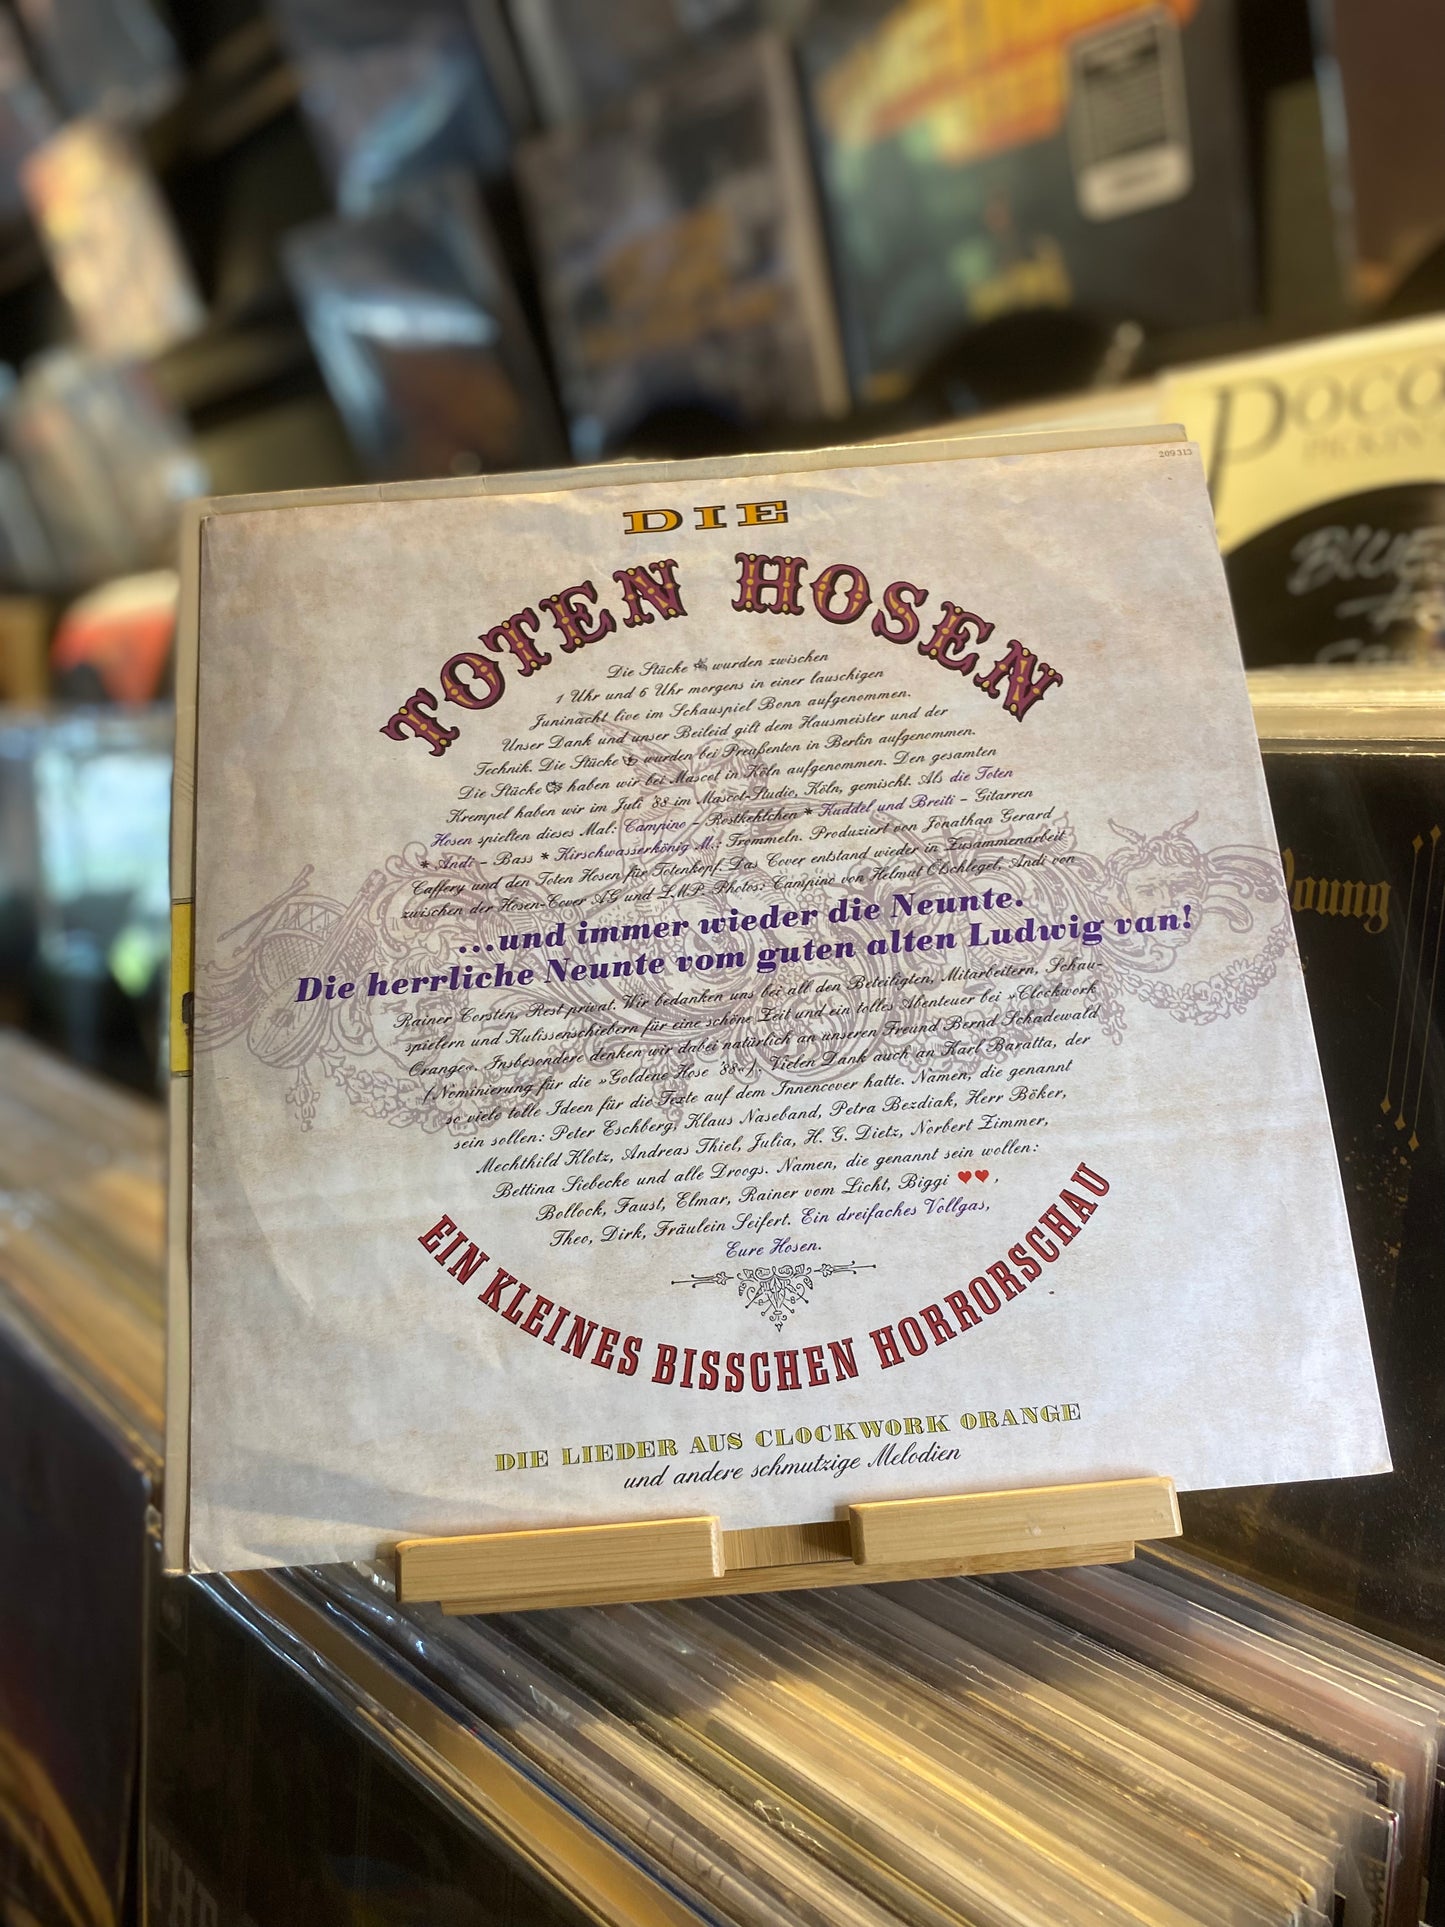 209 313
DIE
TOTEN HOSEN
Die Stücke wurden zwischen
1 Uhr und 6 Uhr morgens in einer lauschigen
Juninacht live im Schauspiel Bonn aufgenommen.
Unser Dank und unser Beileid gilt dem Hausmeister und der
Technik. Die Stücke wurden bei Preußenton in Berlin aufgenommen.
Die Stücke haben wir bei Mascot in Köln aufgenommen. Den gesamten
Krempel haben wir im Juli '88 im Mascot-Studio, Köln, gemischt. Als die Toten
Hosen spielten dieses Mal: Campino – Rostkehlchen * Kuddel und Breiti – Gitarren
* Andi – Bass * Kirschwasserkönig M.: Trommeln. Produziert von Jonathan Gerard
Caffery und den Toten Hosen für Totenkopf. Das Cover entstand wieder in Zusammenarbeit
zwischen der Hosen-Cover AG und L.M.P. Photos: Campino von Helmut Olschlegel, Andi von
...und immer wieder die Neunte.
Die herrliche Neunte vom guten alten Ludwig van!
Rainer Corsten, Rest privat. Wir bedanken uns bei all den Beteiligten, Mitarbeitern, Schau-
spielern und Kulissenschiebern für eine schöne Zeit und ein tolles Abenteuer bei »Clockwork
Orange«. Insbesondere denken wir dabei natürlich an unseren Freund Bernd Schadewald
(Nominierung für die »Goldene Hose '88«). Vielen Dank auch an Karl Baratta, der
so viele tolle Ideen für die Texte auf dem Innencover hatte. Namen, die genannt
sein sollen: Peter Eschberg, Klaus Naseband, Petra Bezdiak, Herr Böker,
Mechthild Klotz, Andreas Thiel, Julia, H. G. Dietz, Norbert Zimmer,
Bettina Siebecke und alle Droogs. Namen, die genannt sein wollen:
Bollock, Faust, Elmar, Rainer vom Licht, Biggi ♥♥,
Theo, Dirk, Fräulein Seifert. Ein dreifaches Vollgas,
Eure Hosen.
EIN KLEINES BISSCHEN HORRORSCHAU
DIE LIEDER AUS CLOCKWORK ORANGE
und andere schmutzige Melodien
POCO
PICKIN'
BLUE
Young